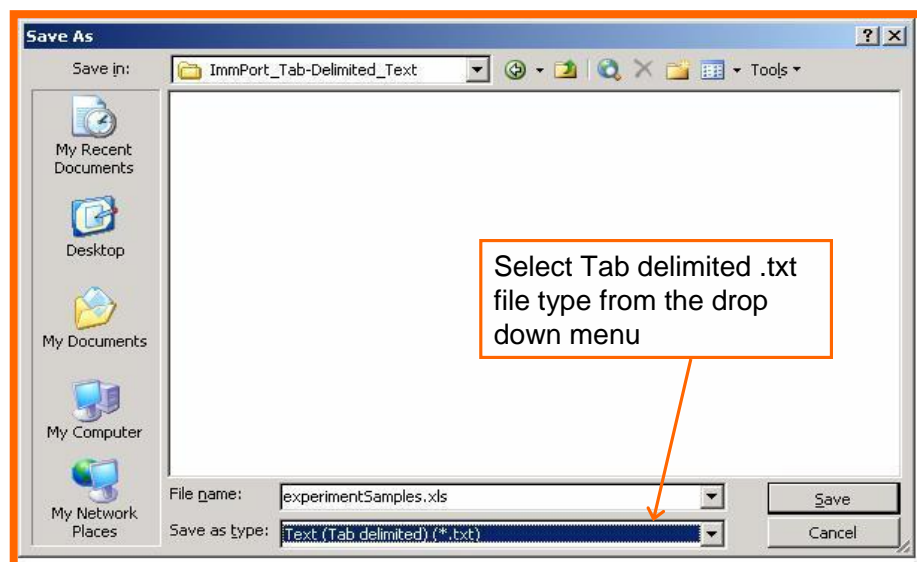 Save As
Save in:
ImmPort_Tab-Delimited_Text
Tools
My Recent
Documents
Desktop
My Documents
My Computer
My Network
Places
Select Tab delimited .txt
file type from the drop
down menu
File name:
experimentSamples.xls
Save
Save as type:
Text (Tab delimited) (*.txt)
Cancel